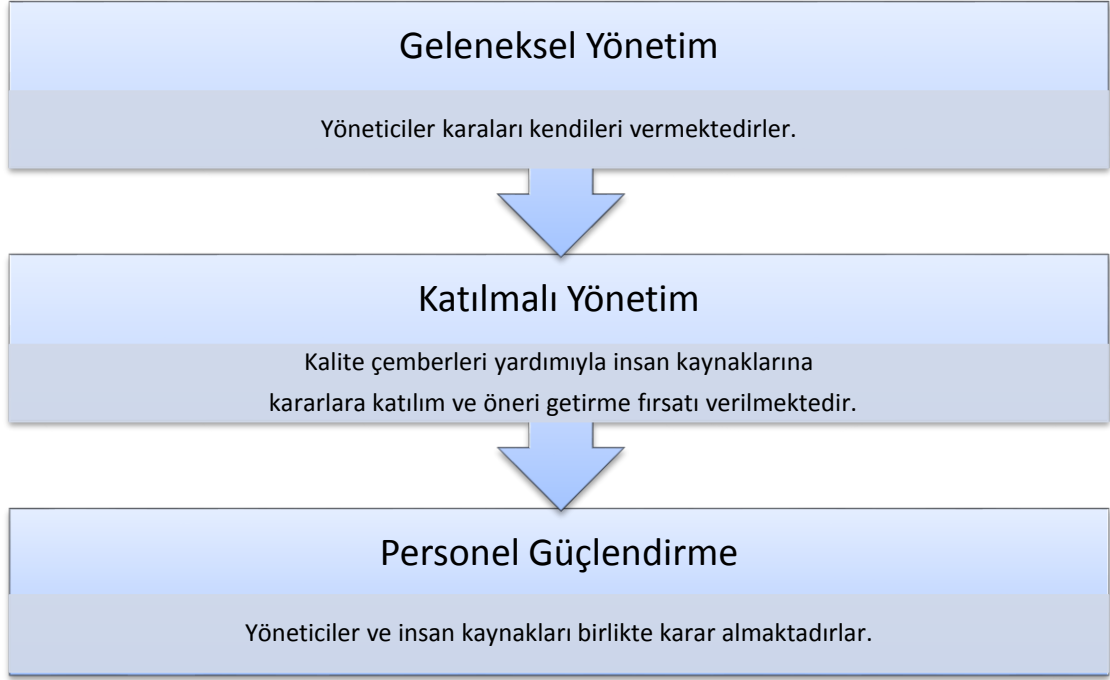 Geleneksel Yönetim
Yöneticiler karaları kendileri vermektedirler.
Katılmalı Yönetim
Kalite çemberleri yardımıyla insan kaynaklarına
kararlara katılım ve öneri getirme fırsatı verilmektedir.
Personel Güçlendirme
Yöneticiler ve insan kaynakları birlikte karar almaktadırlar.